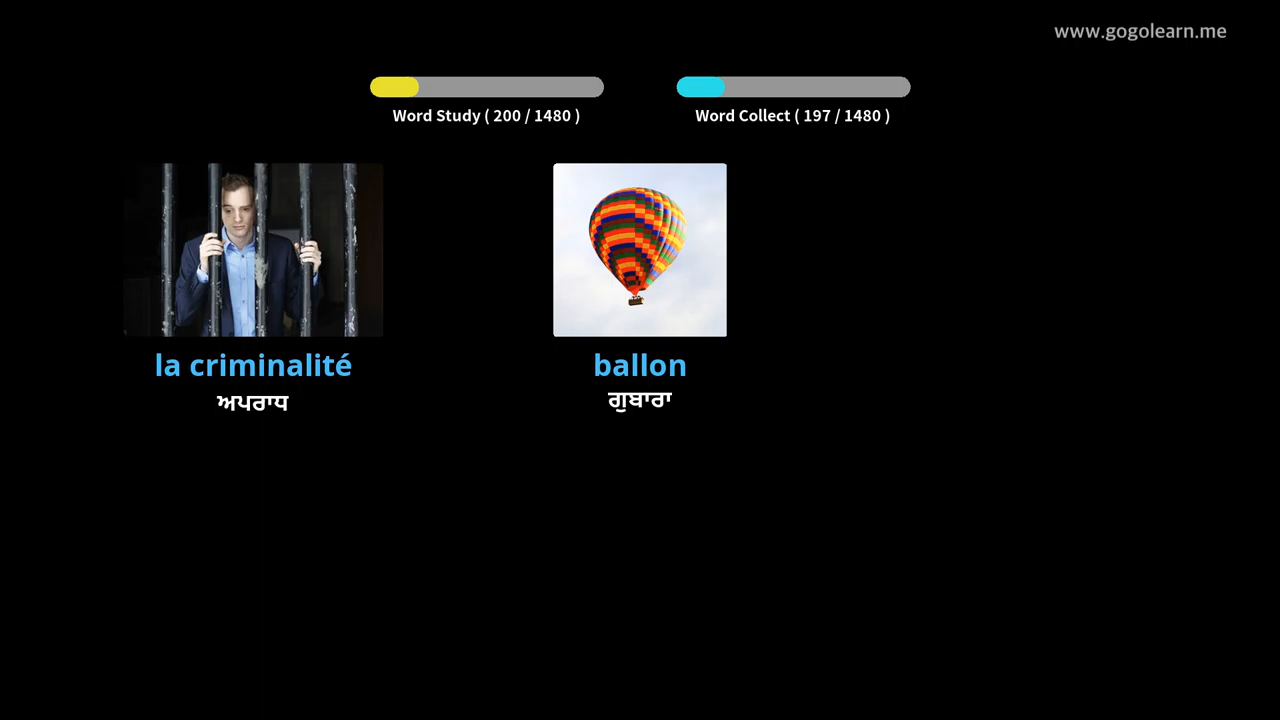 www.gogolearn.me
Word Study ( 200 / 1480 )
Word Collect ( 197 / 1480 )
la criminalité
ਅਪਰਾਧ
ballon
ਗੁਬਾਰਾ